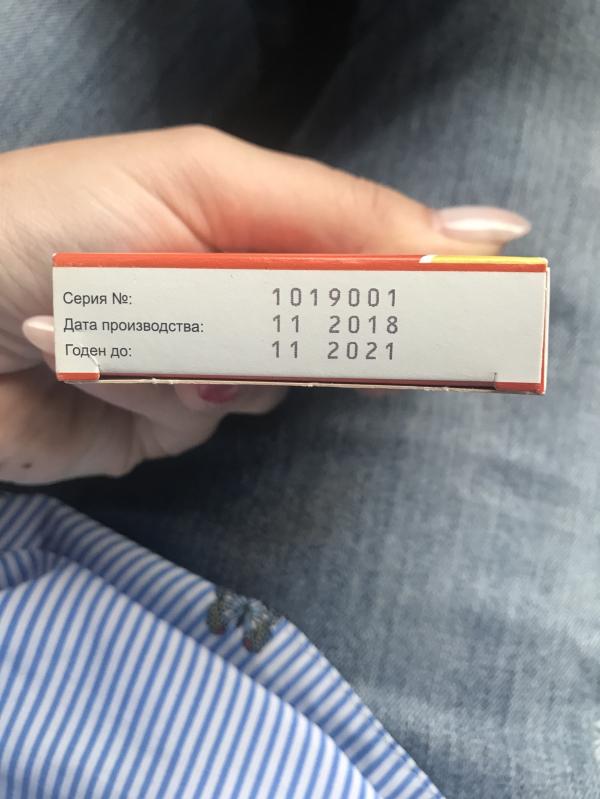 Серия №: 1019001
Дата производства: 11 2018
Годен до: 11 2021